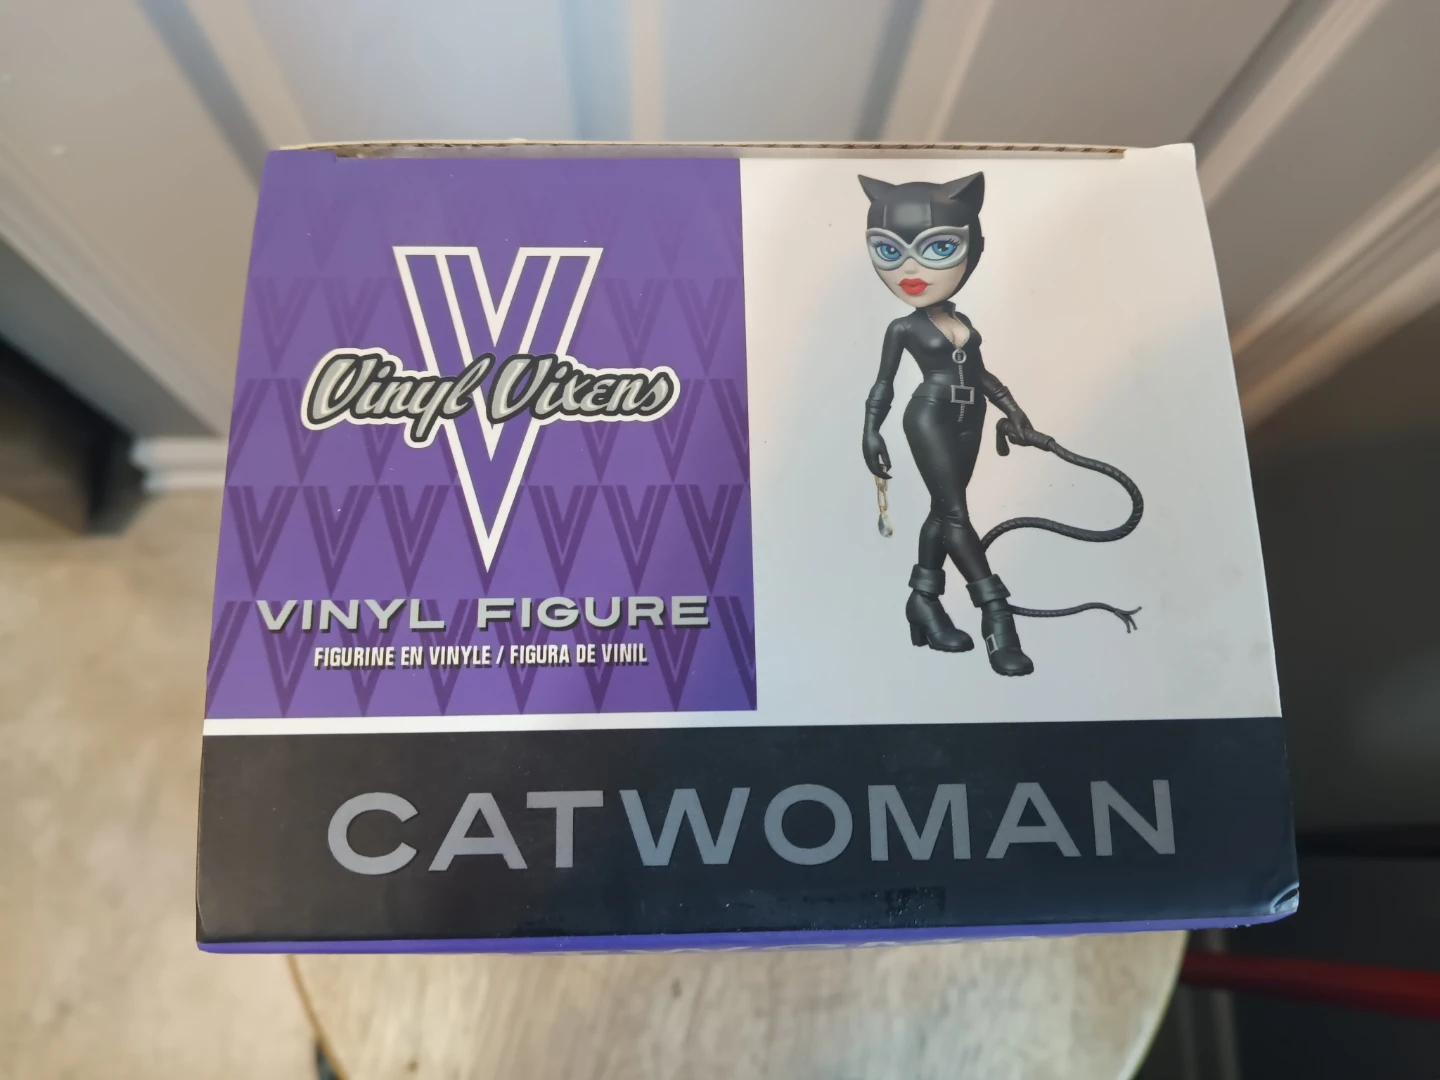 Vinyl Vixens
VINYL FIGURE
FIGURINE EN VINYLE / FIGURA DE VINIL
CATWOMAN